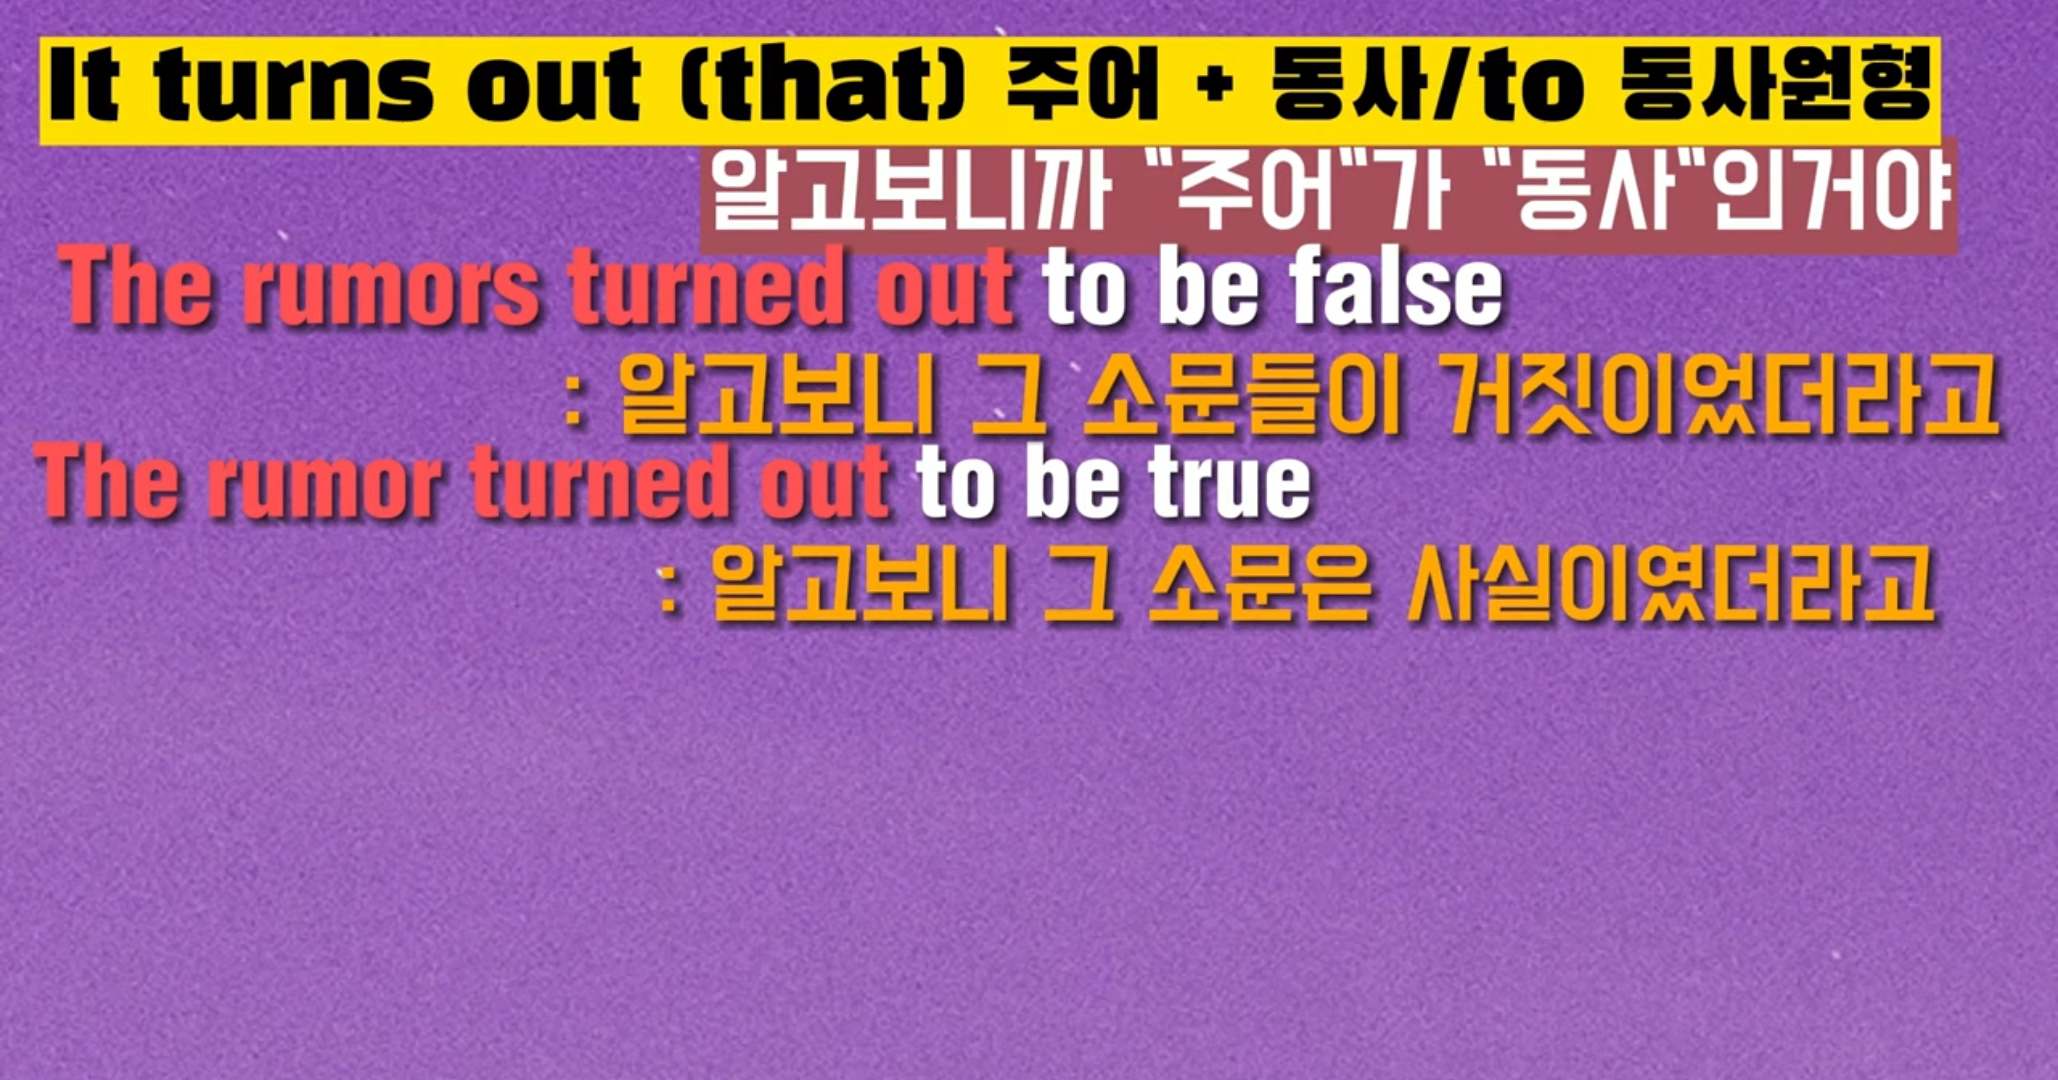 It turns out (that) 주어 + 동사/to 동사원형
알고보니까 "주어"가 "동사"인거야
The rumors turned out to be false
: 알고보니 그 소문들이 거짓이었더라고
The rumor turned out to be true
: 알고보니 그 소문은 사실이였더라고